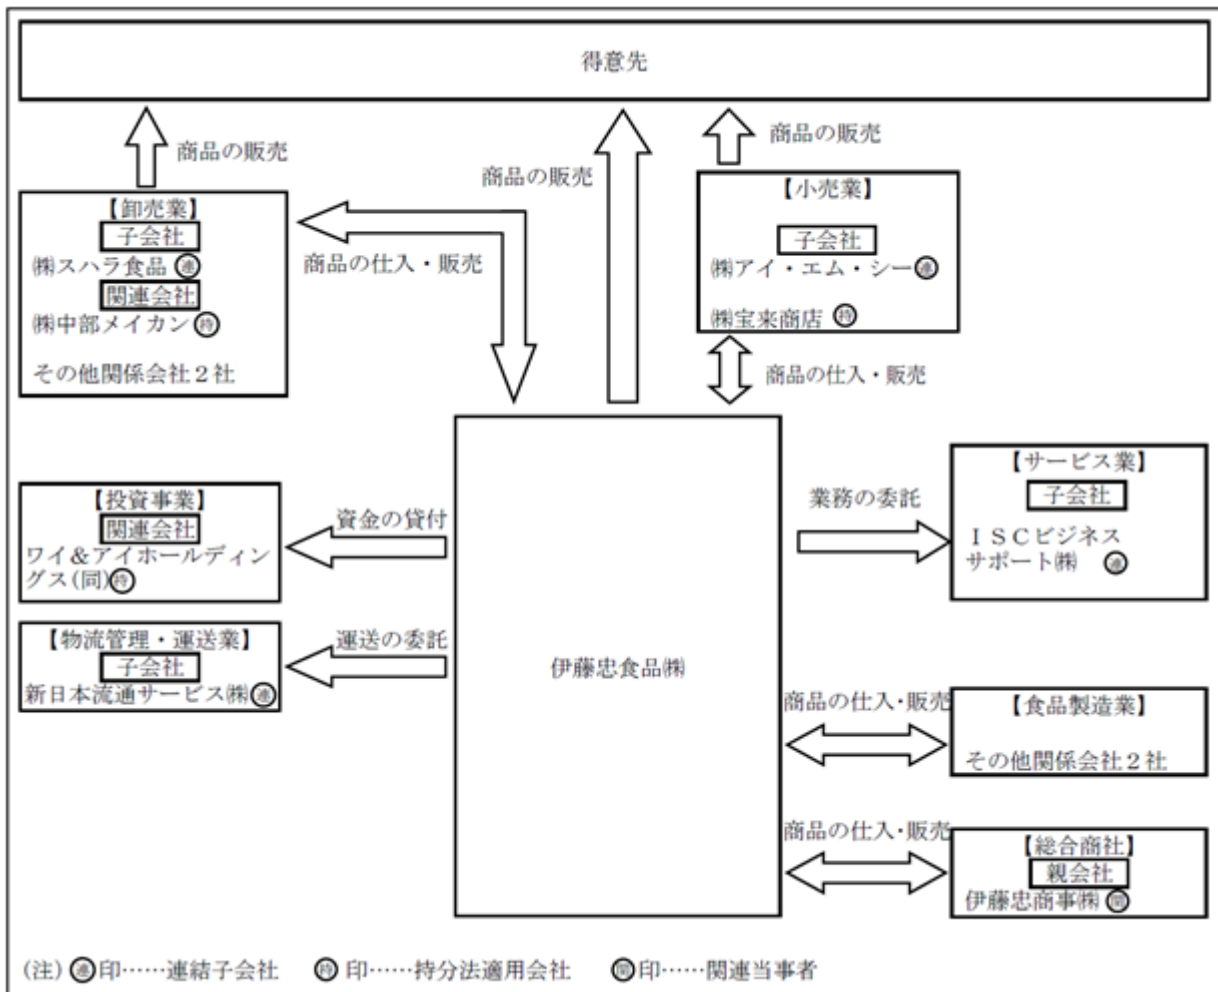 得意先
商品の販売
商品の販売
商品の販売
【卸売業】
子会社
㈱スハラ食品 ㊜連
関連会社
㈱中部メイカン 持
その他関係会社2社
商品の仕入・販売
【小売業】
子会社
㈱アイ・エム・シー 連
㈱宝来商店 持
商品の仕入・販売
【投資事業】
関連会社
ワイ&アイホールディン
グス(同) 持
資金の貸付
【物流管理・運送業】
子会社
新日本流通サービス㈱ 連
運送の委託
伊藤忠食品㈱
業務の委託
【サービス業】
子会社
ISCビジネス
サポート㈱ 連
商品の仕入・販売
【食品製造業】
その他関係会社2社
商品の仕入・販売
【総合商社】
親会社
伊藤忠商事㈱ 関
(注) 連印……連結子会社 持印……持分法適用会社 関印……関連当事者